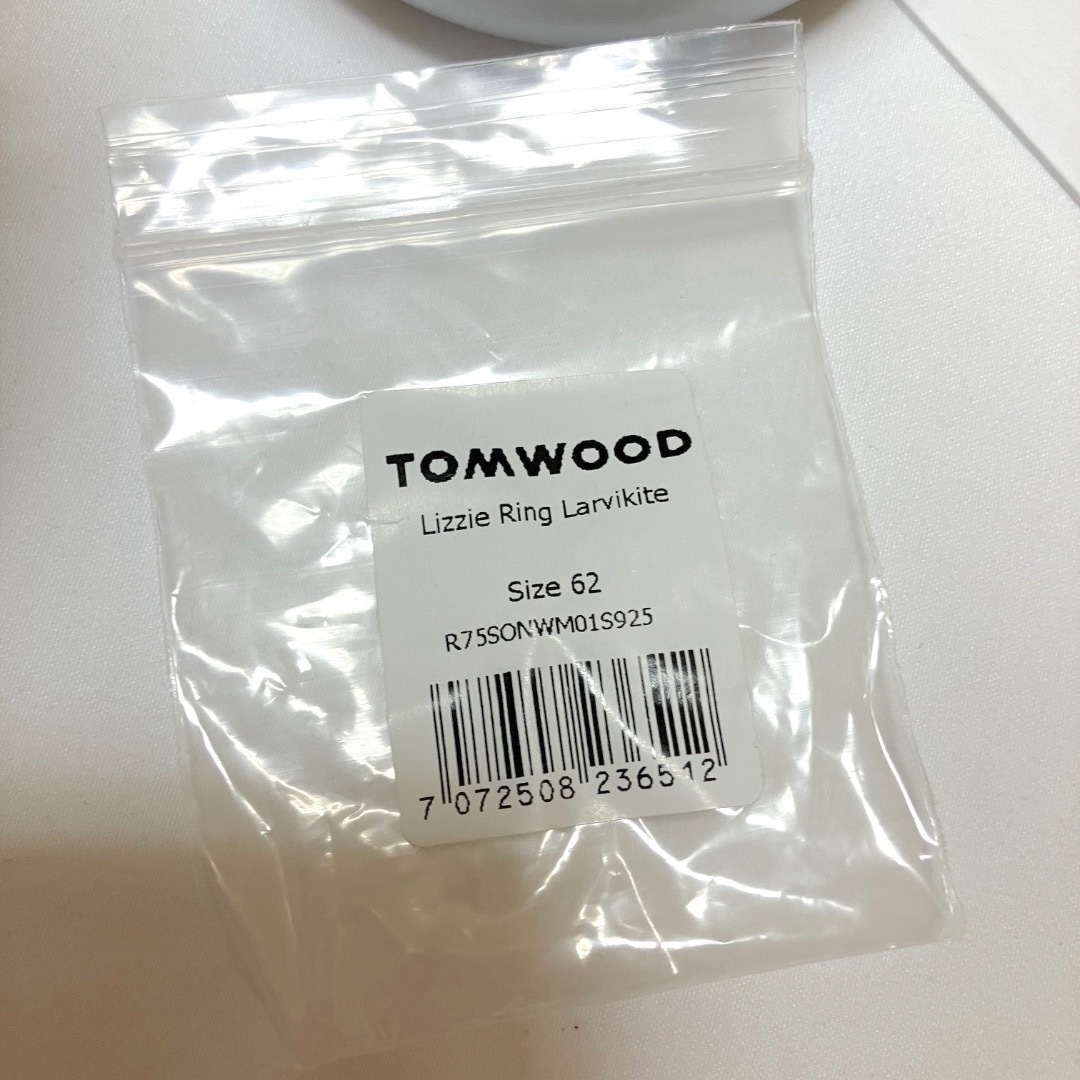 TOMWOOD
Lizzie Ring Larvikite
Size 62
R75SONWM01S925
7 072508 236512